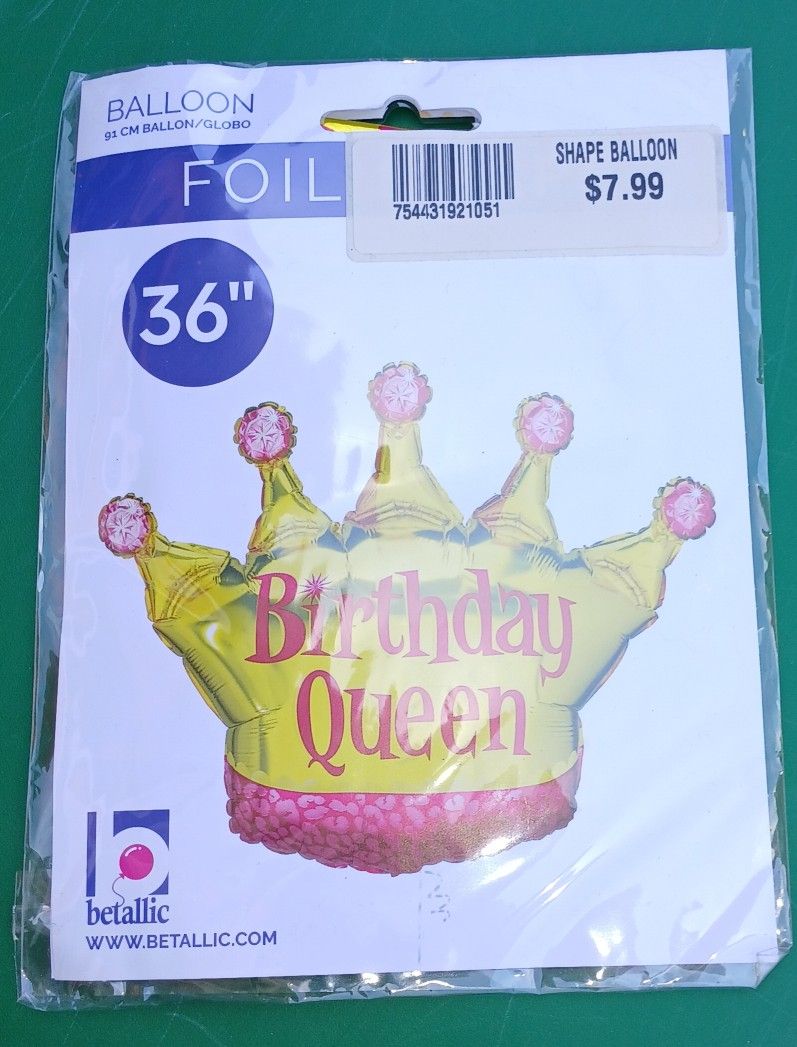 BALLOON
91 CM BALLON/GLOBO
FOIL
SHAPE BALLOON
$7.99
754431921051
36"
Birthday
Queen
b
betallic
WWW.BETALLIC.COM